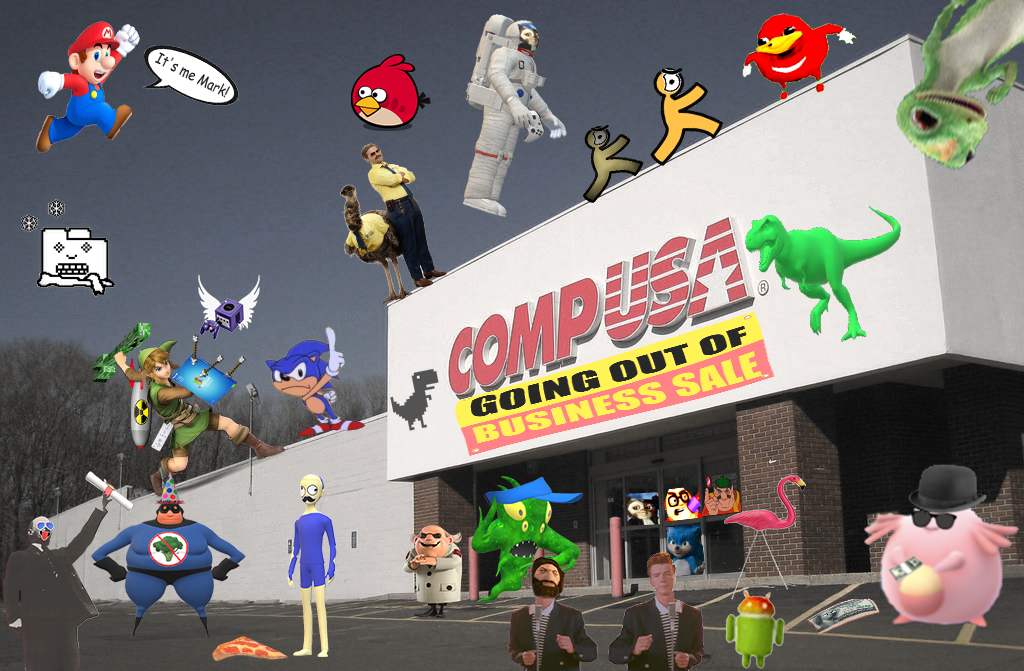 It's me Mark!
COMPUSA
®
GOING OUT OF
BUSINESS SALE
M